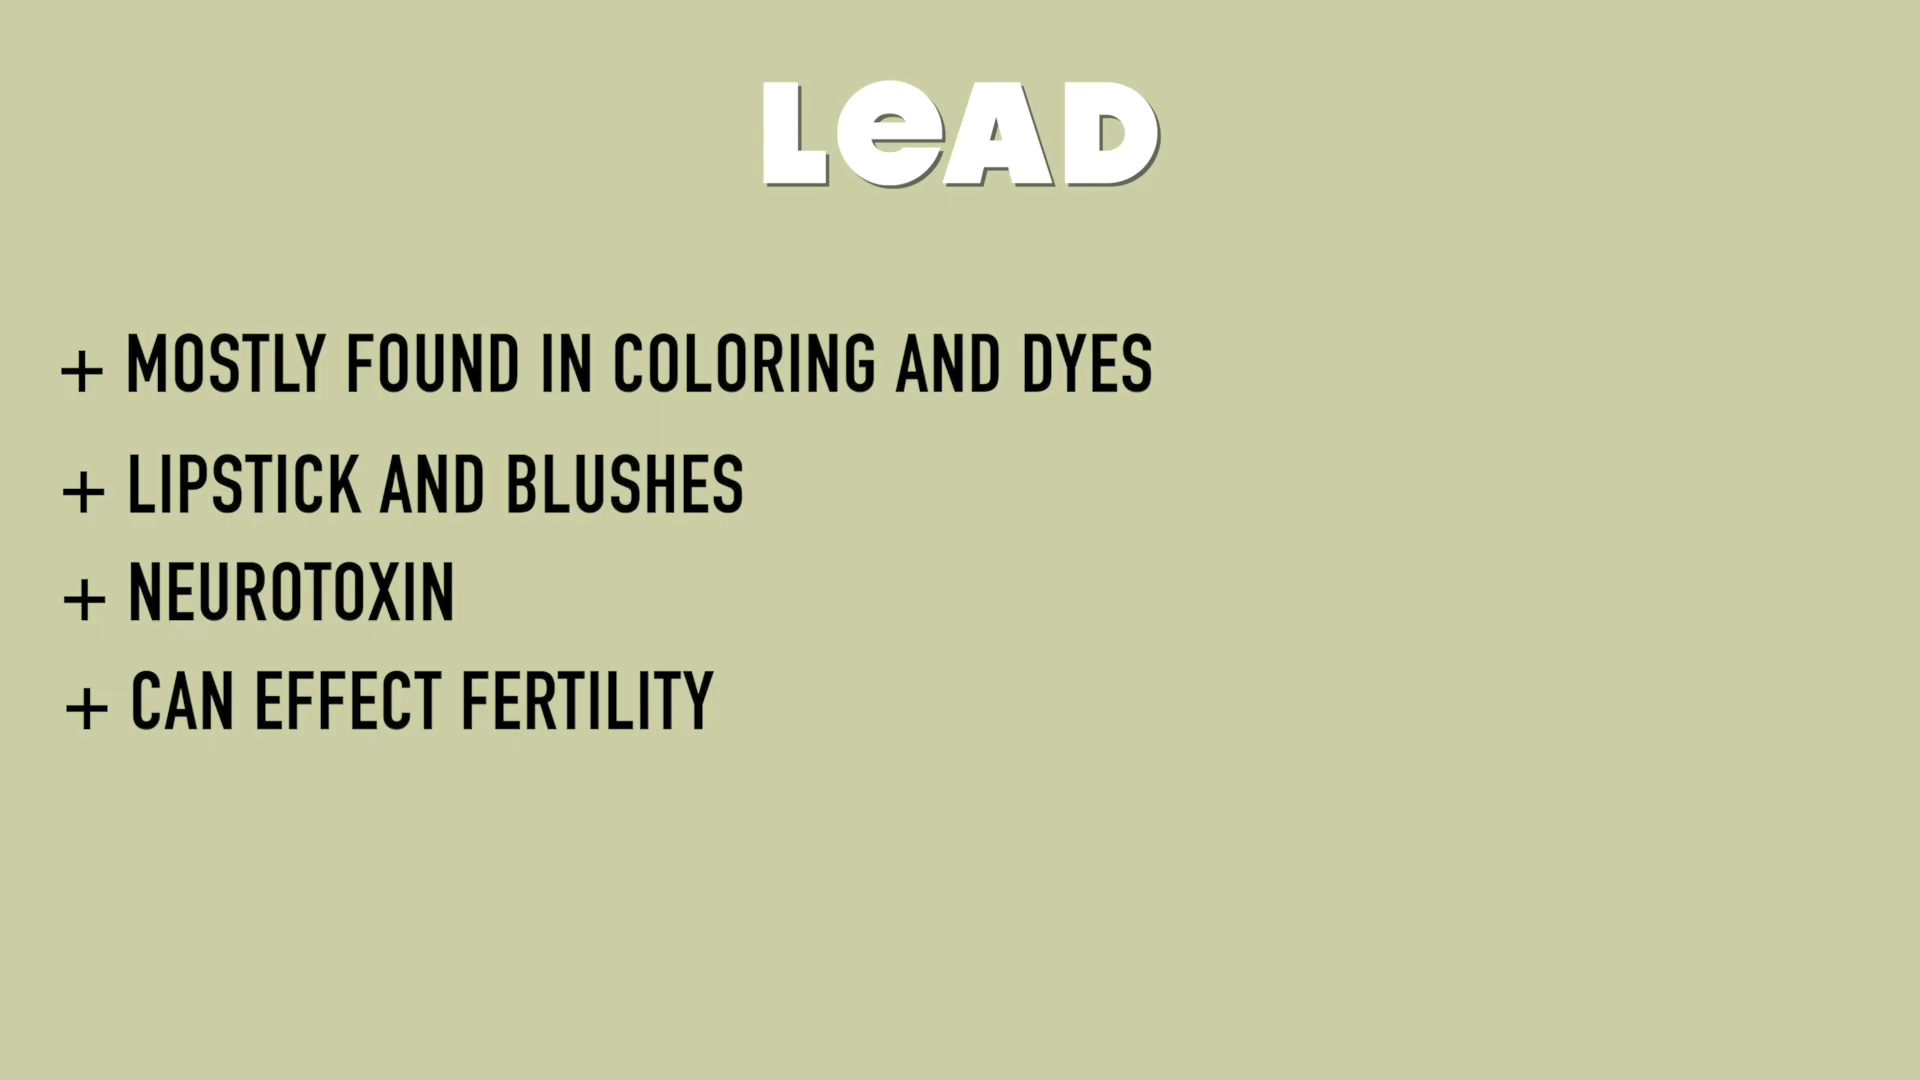 LeAD
+ MOSTLY FOUND IN COLORING AND DYES
+ LIPSTICK AND BLUSHES
+ NEUROTOXIN
+ CAN EFFECT FERTILITY